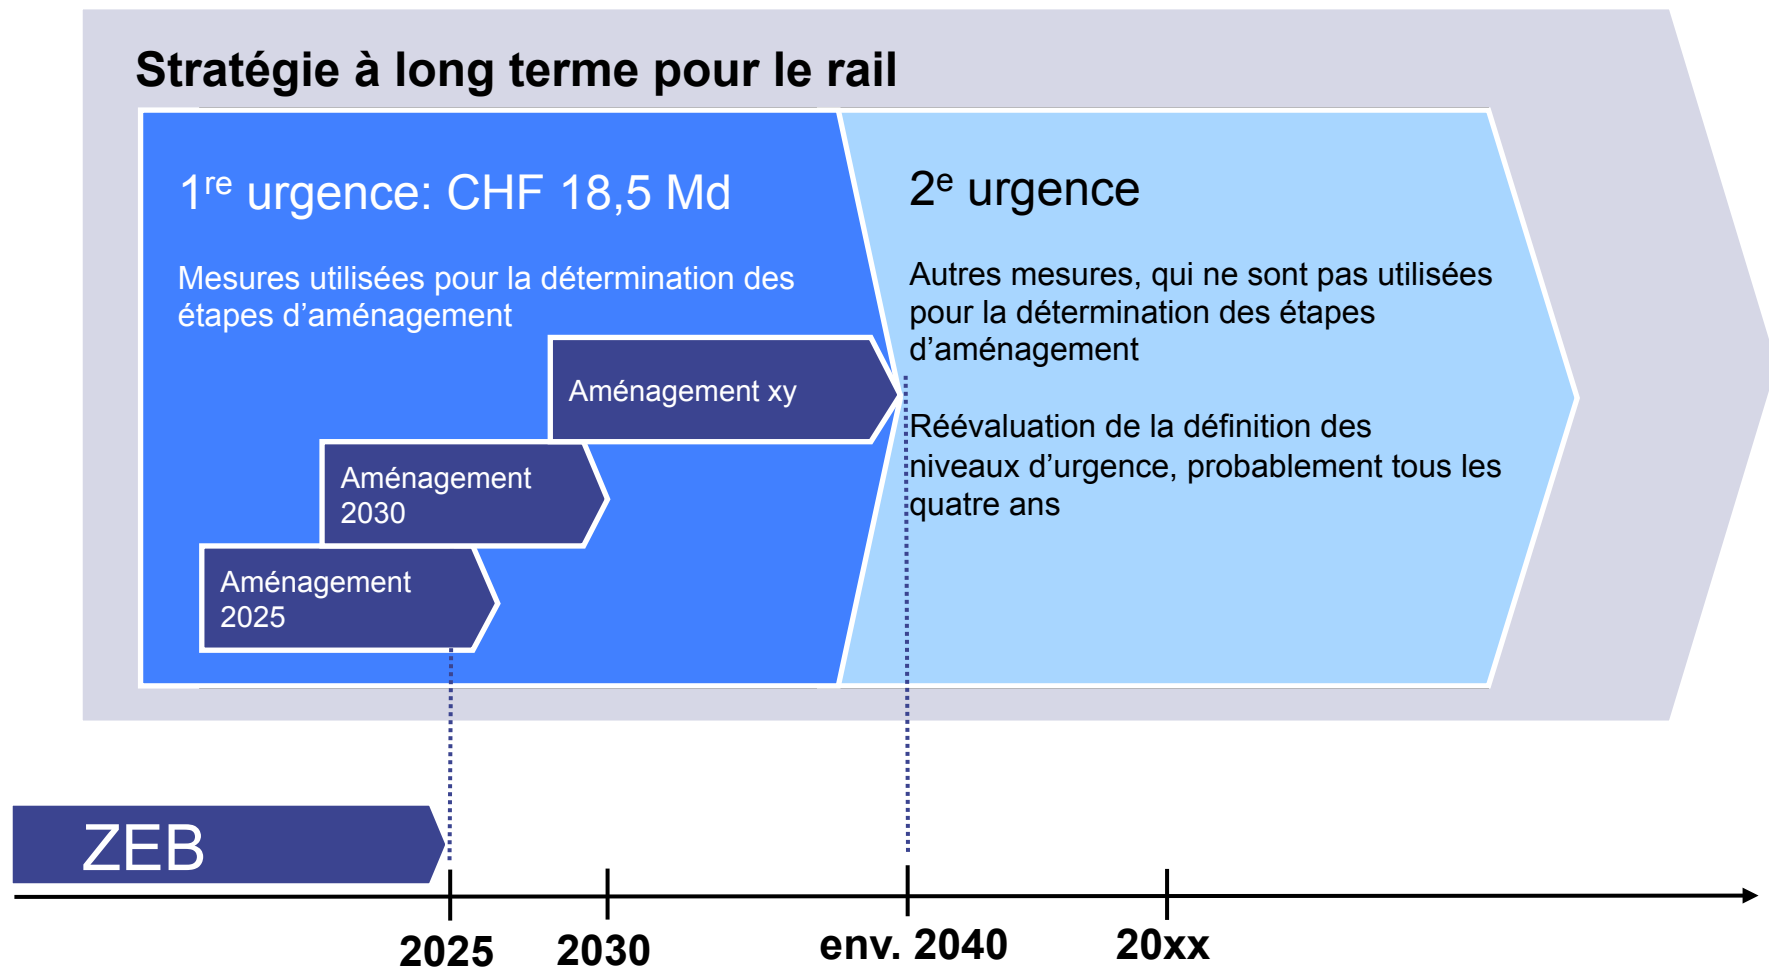 Stratégie à long terme pour le rail
1re urgence: CHF 18,5 Md
Mesures utilisées pour la détermination des
étapes d’aménagement
Aménagement xy
Aménagement
2030
Aménagement
2025
2e urgence
Autres mesures, qui ne sont pas utilisées
pour la détermination des étapes
d’aménagement
Réévaluation de la définition des
niveaux d’urgence, probablement tous les
quatre ans
ZEB
2025
2030
env. 2040
20xx